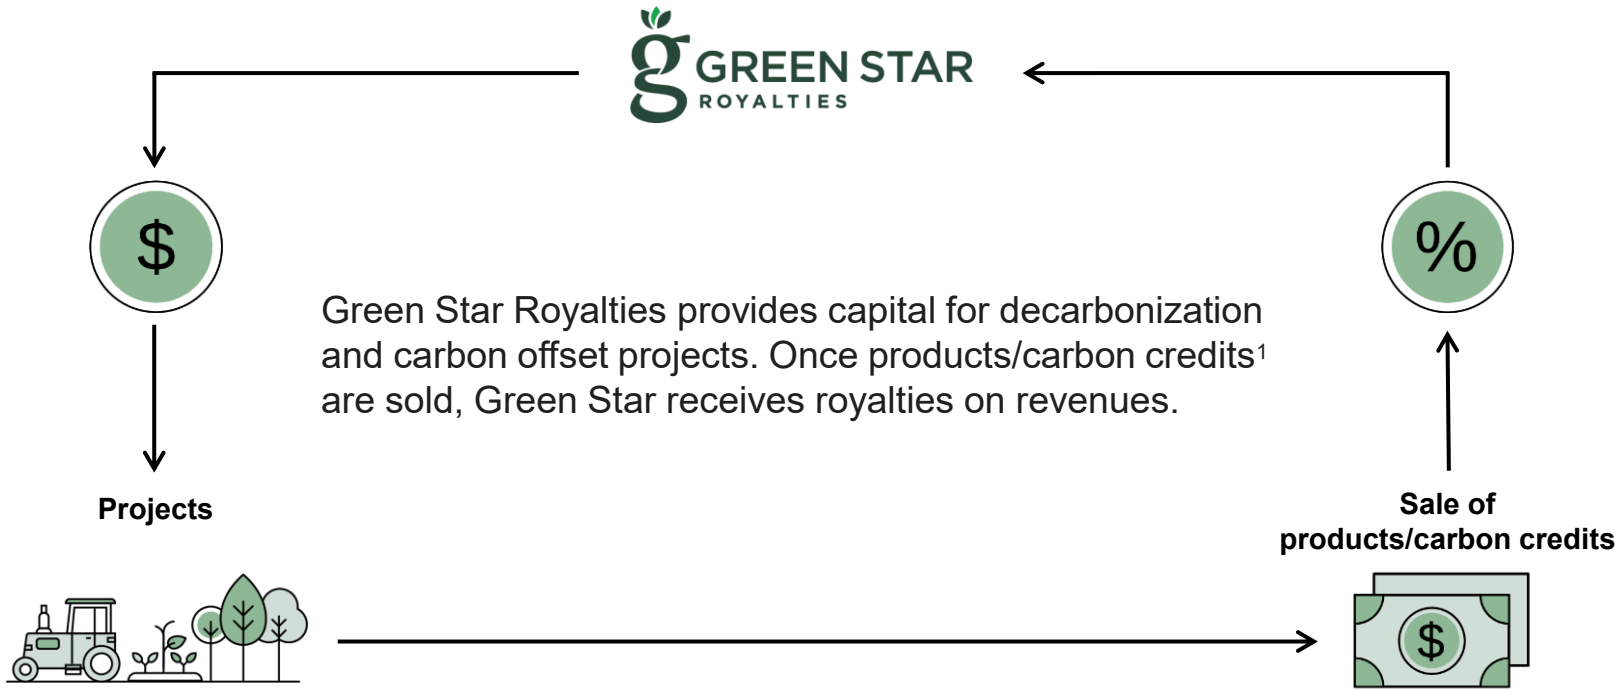 GREEN STAR
ROYALTIES
$
%
Green Star Royalties provides capital for decarbonization
and carbon offset projects. Once products/carbon credits¹
are sold, Green Star receives royalties on revenues.
Projects
Sale of
products/carbon credits
$